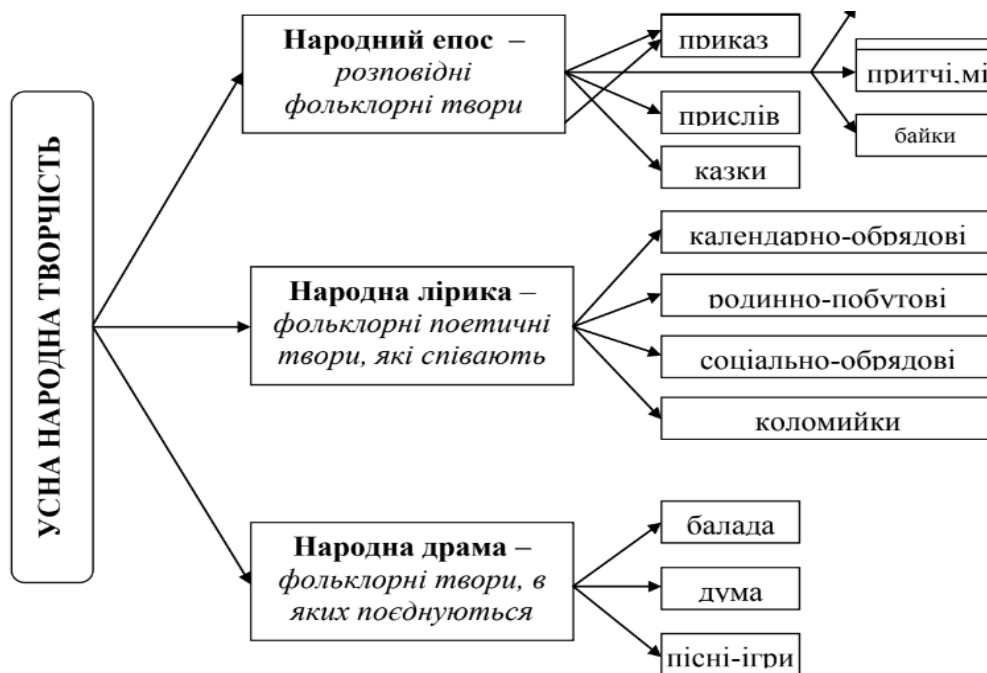 УСНА НАРОДНА ТВОРЧІСТЬ
Народний епос –
розповідні
фольклорні твори
приказ
прислів
казки
притчі,мі
байки
Народна лірика –
фольклорні поетичні
твори, які співають
календарно-обрядові
родинно-побутові
соціально-обрядові
коломийки
Народна драма –
фольклорні твори, в
яких поєднуються
балада
дума
пісні-ігри